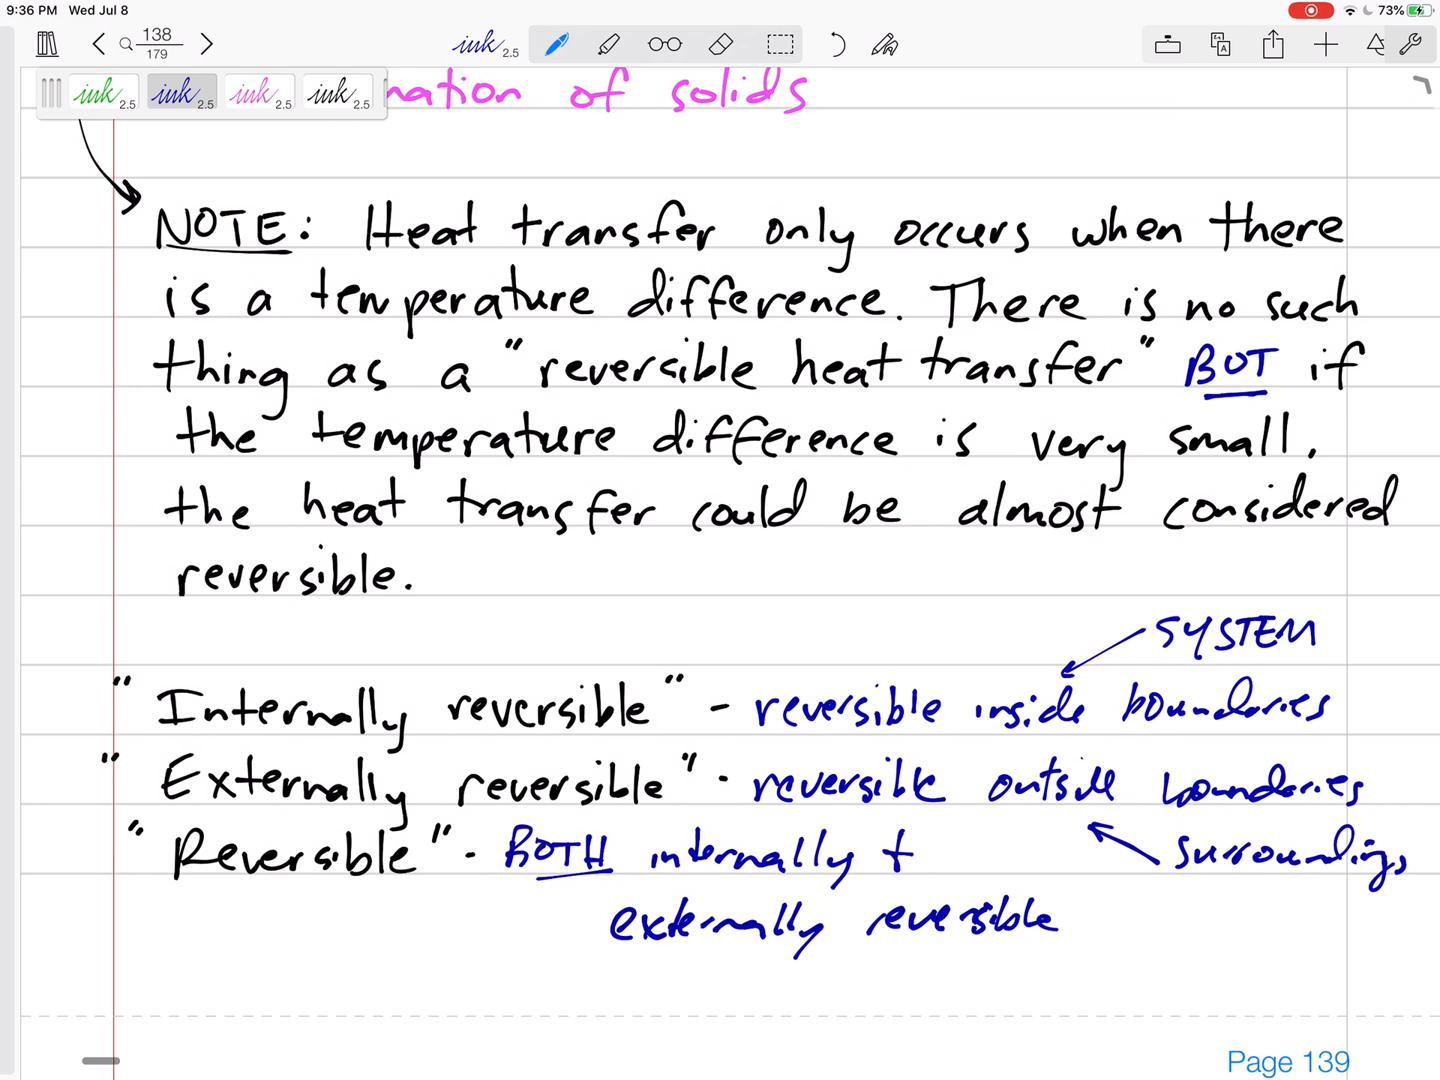 9:36 PM Wed Jul 8
73%
138
179
ink 2.5
ink 2.5 ink 2.5 ink 2.5 ink 2.5
mation of solids
NOTE: Heat transfer only occurs when there
is a temperature difference. There is no such
thing as a "reversible heat transfer" BUT if
the temperature difference is very small,
the heat transfer could be almost considered
reversible.
SYSTEM
"Internally reversible" - reversible inside boundaries
"Externally reversible" - reversible outside boundaries
"Reversible" - BOTH internally + surroundings
externally reversible
Page 139